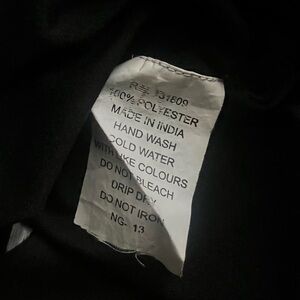 131809
100% POLYESTER
MADE IN INDIA
HAND WASH
COLD WATER
WITH LIKE COLOURS
DO NOT BLEACH
DRIP DRY
DO NOT IRON
NG- 13